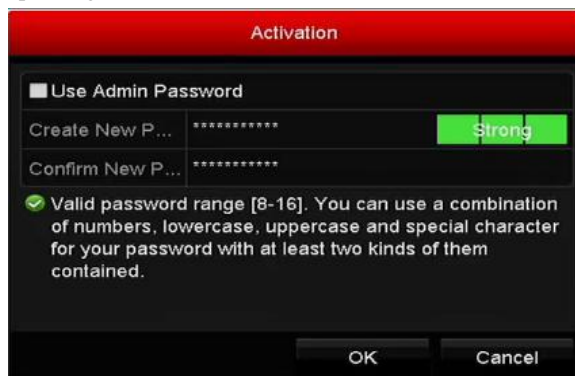 Activation
Use Admin Password
Create New P... *********** Strong
Confirm New P... ***********
Valid password range [8-16]. You can use a combination
of numbers, lowercase, uppercase and special character
for your password with at least two kinds of them
contained.
OK Cancel